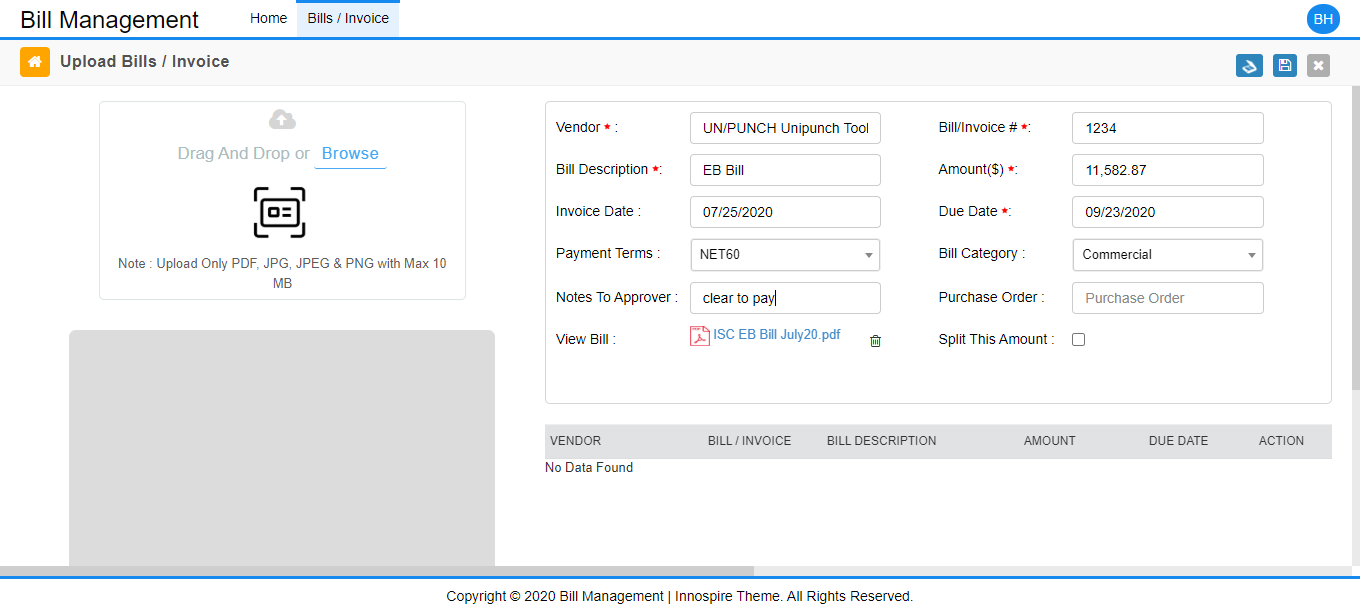 Bill Management Home Bills / Invoice BH
Upload Bills / Invoice
Drag And Drop or Browse
Note : Upload Only PDF, JPG, JPEG & PNG with Max 10
MB
Vendor * : UN/PUNCH Unipunch Tool Bill/Invoice # *: 1234
Bill Description *: EB Bill Amount($) *: 11,582.87
Invoice Date : 07/25/2020 Due Date *: 09/23/2020
Payment Terms : NET60 Bill Category : Commercial
Notes To Approver : clear to pay Purchase Order : Purchase Order
View Bill : ISC EB Bill July20.pdf Split This Amount :
VENDOR BILL / INVOICE BILL DESCRIPTION AMOUNT DUE DATE ACTION
No Data Found
Copyright © 2020 Bill Management | Innospire Theme. All Rights Reserved.